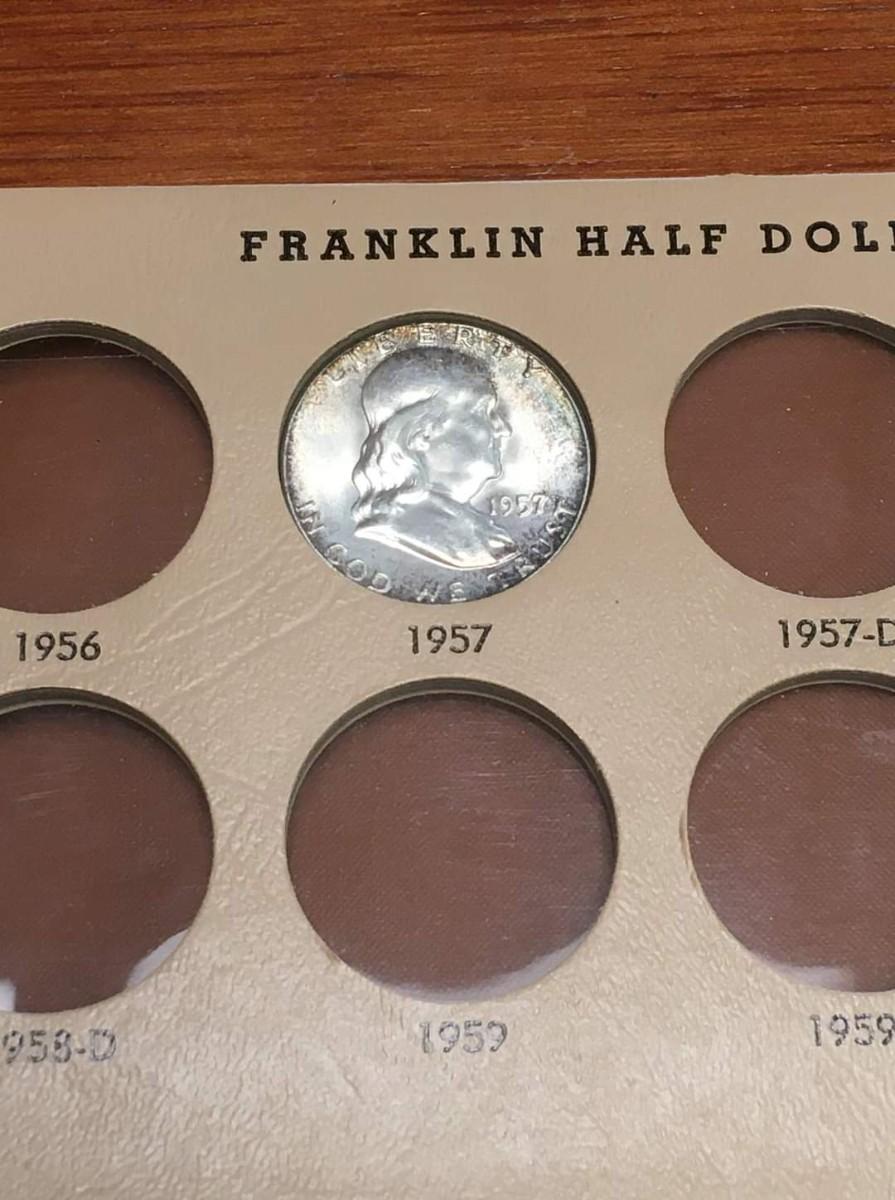 FRANKLIN HALF DOLL
LIBERTY
1957
IN GOD WE TRUST
1956
1957
1957-D
958-D
1959
1959